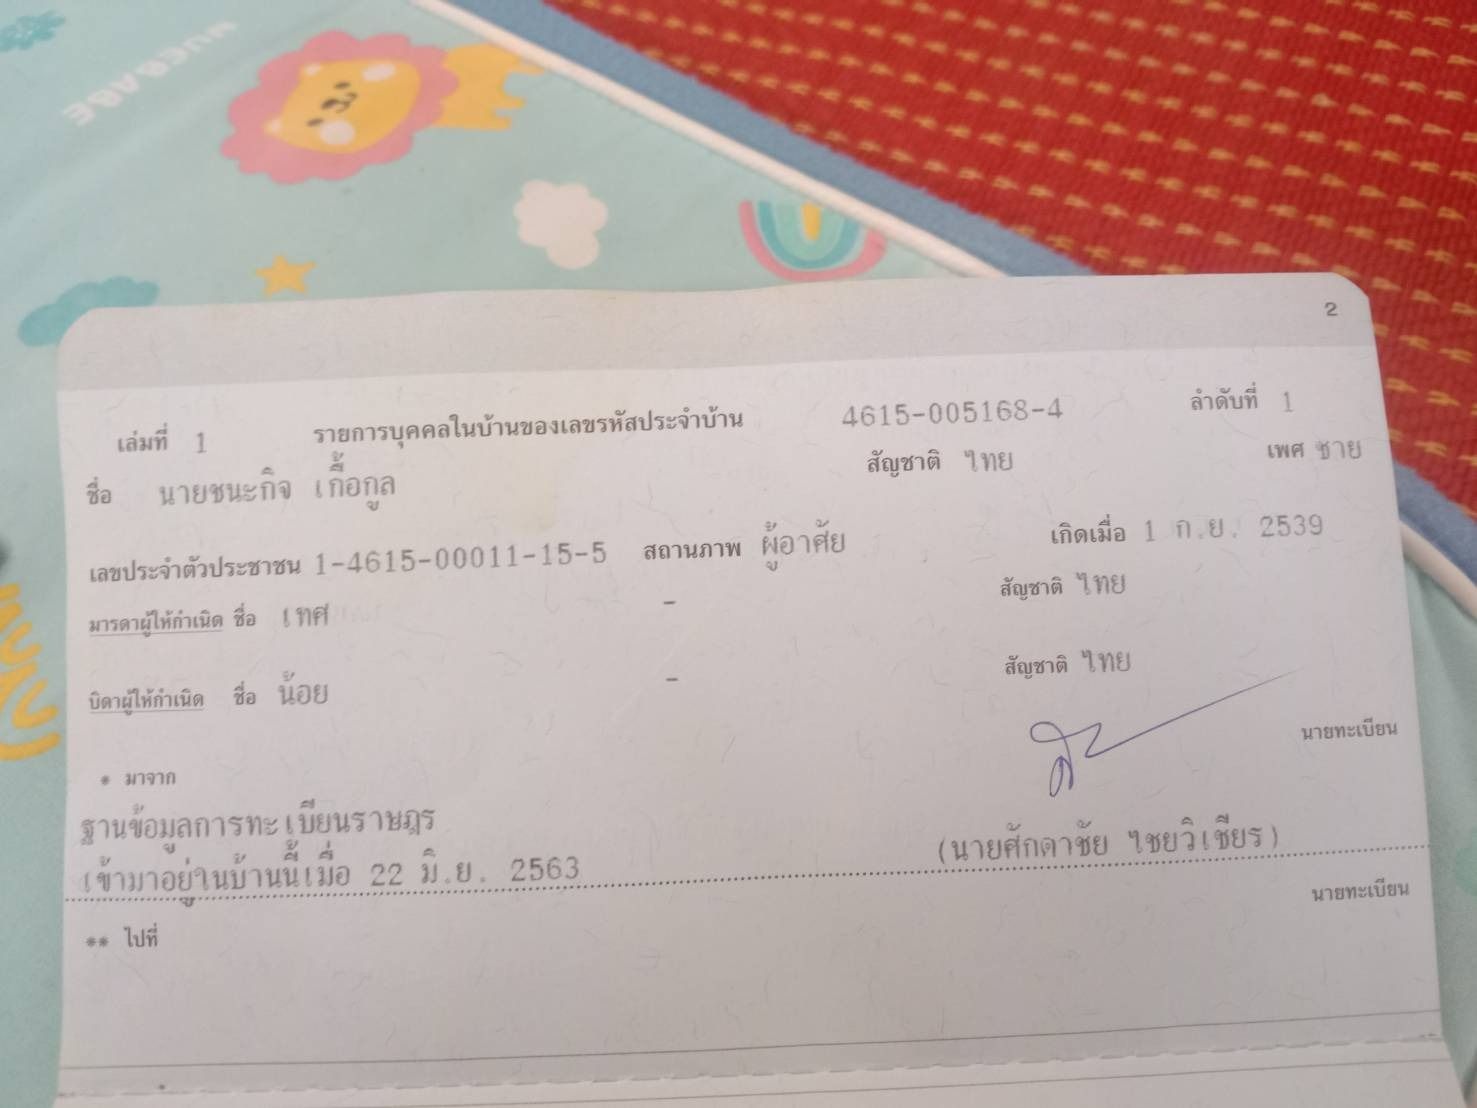 HUEBABE
2
เล่มที่ 1 รายการบุคคลในบ้านของเลขรหัสประจำบ้าน 4615-005168-4 ลำดับที่ 1
ชื่อ นายชนะกิจ เกื้อกูล สัญชาติ ไทย เพศ ชาย
เลขประจำตัวประชาชน 1-4615-00011-15-5 สถานภาพ ผู้อาศัย เกิดเมื่อ 1 ก.ย. 2539
มารดาผู้ให้กำเนิด ชื่อ เทศ - สัญชาติ ไทย
บิดาผู้ให้กำเนิด ชื่อ น้อย - สัญชาติ ไทย
นายทะเบียน
* มาจาก
ฐานข้อมูลการทะเบียนราษฎร
(นายศักดาชัย ไชยวิเชียร)
เข้ามาอยู่ในบ้านนี้เมื่อ 22 มิ.ย. 2563
นายทะเบียน
** ไปที่